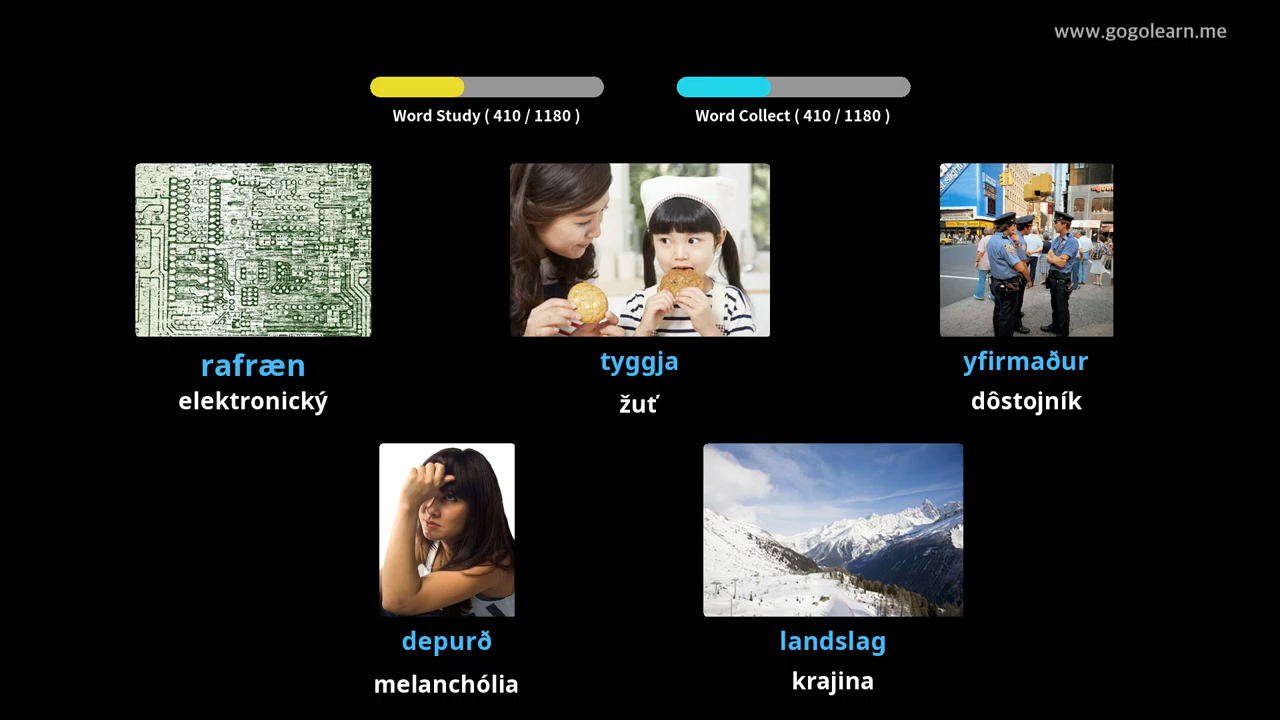 www.gogolearn.me
Word Study ( 410 / 1180 )
Word Collect ( 410 / 1180 )
rafræn
elektronický
tyggja
žuť
yfirmaður
dôstojník
depurð
melanchólia
landslag
krajina